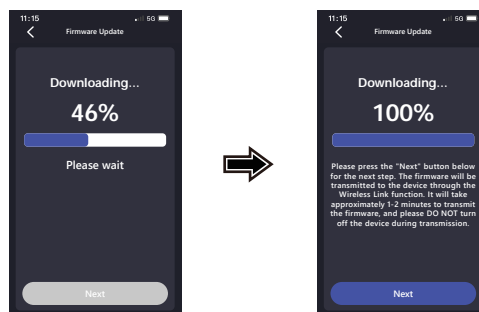 11:15
5G
Firmware Update
Downloading...
46%
Please wait
Next
11:15
5G
Firmware Update
Downloading...
100%
Please press the "Next" button below
for the next step. The firmware will be
transmitted to the device through the
Wireless Link function. It will take
approximately 1-2 minutes to transmit
the firmware, and please DO NOT turn
off the device during transmission.
Next